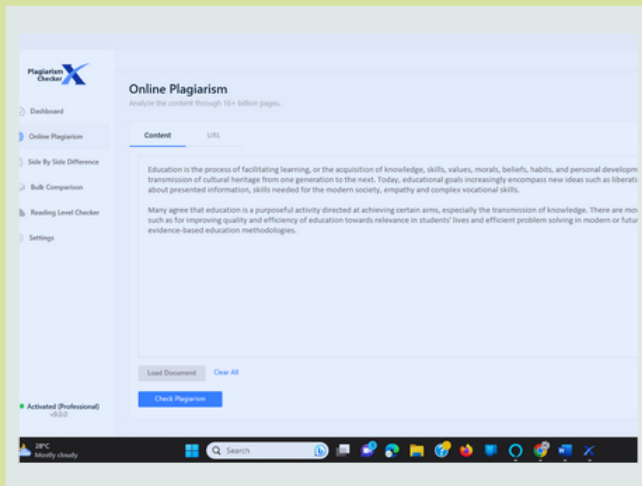 Plagiarism
Checker X
Dashboard
Online Plagiarism
Side By Side Difference
Bulk Comparison
Reading Level Checker
Settings
Activated (Professional)
v9.0.0
Online Plagiarism
Analyze the content through 16+ billion pages.
Content URL
Education is the process of facilitating learning, or the acquisition of knowledge, skills, values, morals, beliefs, habits, and personal developm
transmission of cultural heritage from one generation to the next. Today, educational goals increasingly encompass new ideas such as liberati
about presented information, skills needed for the modern society, empathy and complex vocational skills.
Many agree that education is a purposeful activity directed at achieving certain aims, especially the transmission of knowledge. There are mo
such as for improving quality and efficiency of education towards relevance in students' lives and efficient problem solving in modern or futu
evidence-based education methodologies.
Load Document Clear All
Check Plagiarism
28°C
Mostly cloudy
Search